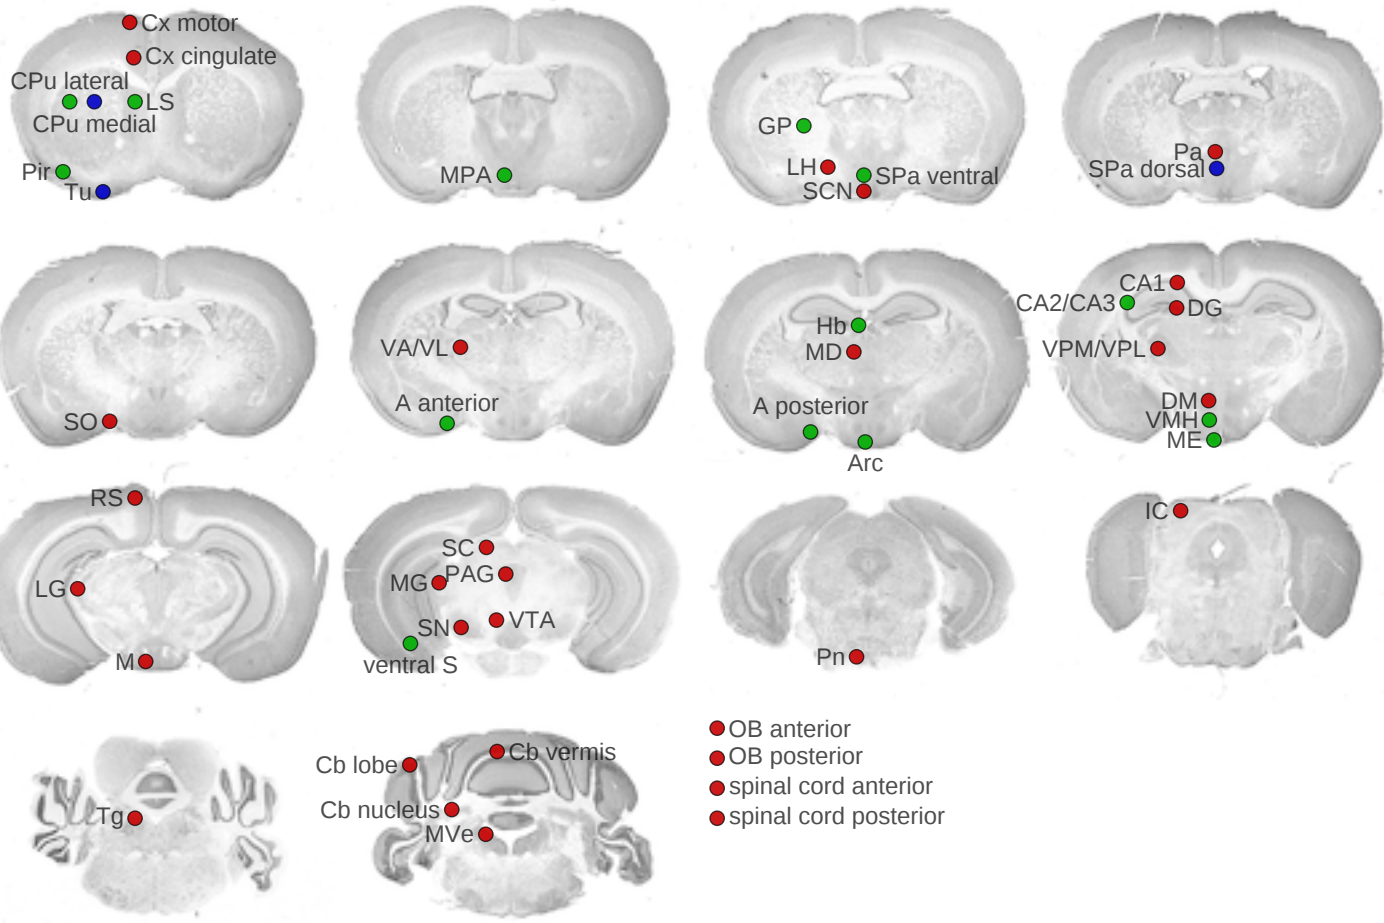 Cx motor
Cx cingulate
CPu lateral
LS
CPu medial
Pir
Tu
MPA
GP
LH
SPa ventral
SCN
Pa
SPa dorsal
SO
VA/VL
A anterior
Hb
MD
A posterior
Arc
CA1
CA2/CA3
DG
VPM/VPL
DM
VMH
ME
RS
LG
M
SC
MG
PAG
SN
VTA
ventral S
Pn
IC
Tg
Cb lobe
Cb vermis
Cb nucleus
MVe
OB anterior
OB posterior
spinal cord anterior
spinal cord posterior